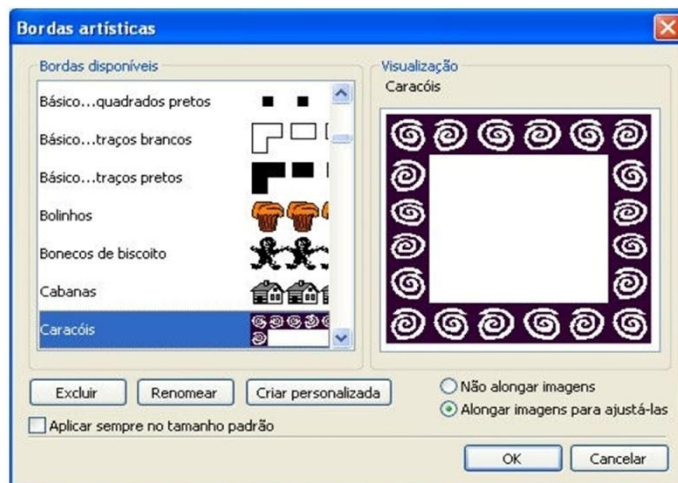 Bordas artísticas
Bordas disponíveis
Básico...quadrados pretos
Básico...traços brancos
Básico...traços pretos
Bolinhos
Bonecos de biscoito
Cabanas
Caracóis
Visualização
Caracóis
Excluir
Renomear
Criar personalizada
Não alongar imagens
Alongar imagens para ajustá-las
Aplicar sempre no tamanho padrão
OK
Cancelar